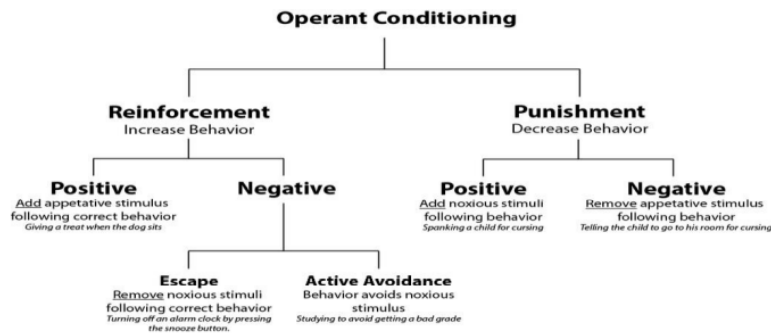 Operant Conditioning
Reinforcement
Increase Behavior
Punishment
Decrease Behavior
Positive
Add appetative stimulus
following correct behavior
Giving a treat when the dog sits
Negative
Positive
Add noxious stimuli
following behavior
Spanking a child for cursing
Negative
Remove appetative stimulus
following behavior
Telling the child to go to his room for cursing
Escape
Remove noxious stimuli
following correct behavior
Turning off an alarm clock by pressing
the snooze button.
Active Avoidance
Behavior avoids noxious
stimulus
Studying to avoid getting a bad grade